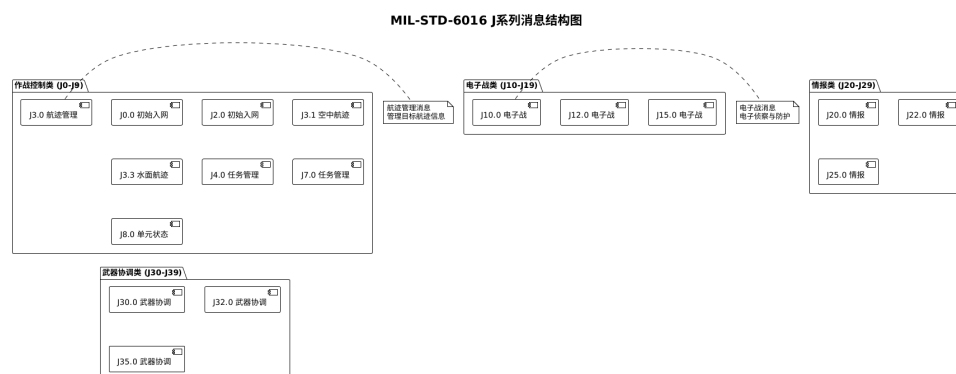 MIL-STD-6016 J系列消息结构图
作战控制类 (J0-J9)
J3.0 航迹管理
J0.0 初始入网
J2.0 初始入网
J3.1 空中航迹
J3.3 水面航迹
J4.0 任务管理
J7.0 任务管理
J8.0 单元状态
航迹管理消息
管理目标航迹信息
电子战类 (J10-J19)
J10.0 电子战
J12.0 电子战
J15.0 电子战
电子战消息
电子侦察与防护
情报类 (J20-J29)
J20.0 情报
J22.0 情报
J25.0 情报
武器协调类 (J30-J39)
J30.0 武器协调
J32.0 武器协调
J35.0 武器协调